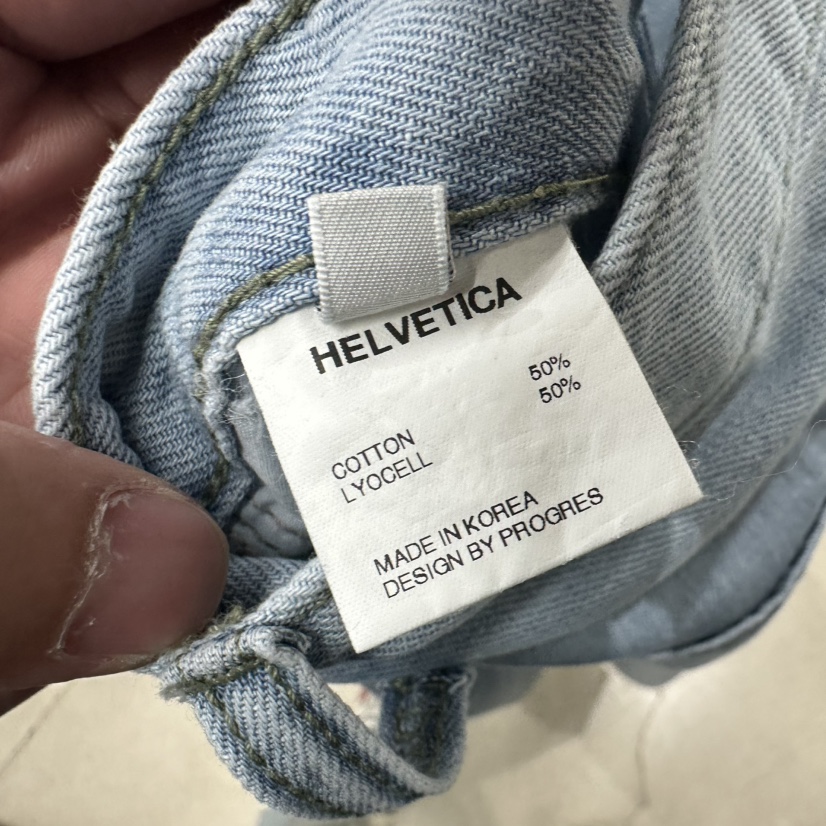 HELVETICA
COTTON 50%
LYOCELL 50%
MADE IN KOREA
DESIGN BY PROGRES